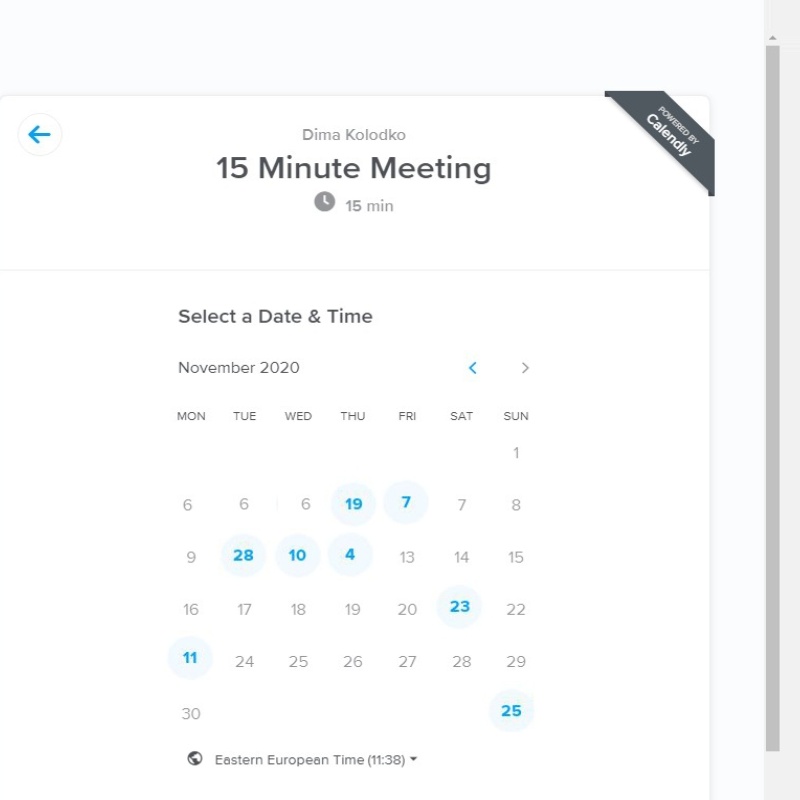 POWERED BY
Calendly
Dima Kolodko
15 Minute Meeting
15 min
Select a Date & Time
November 2020
MON TUE WED THU FRI SAT SUN
1
6 6 6 19 7 7 8
9 28 10 4 13 14 15
16 17 18 19 20 23 22
11 24 25 26 27 28 29
30 25
Eastern European Time (11:38)